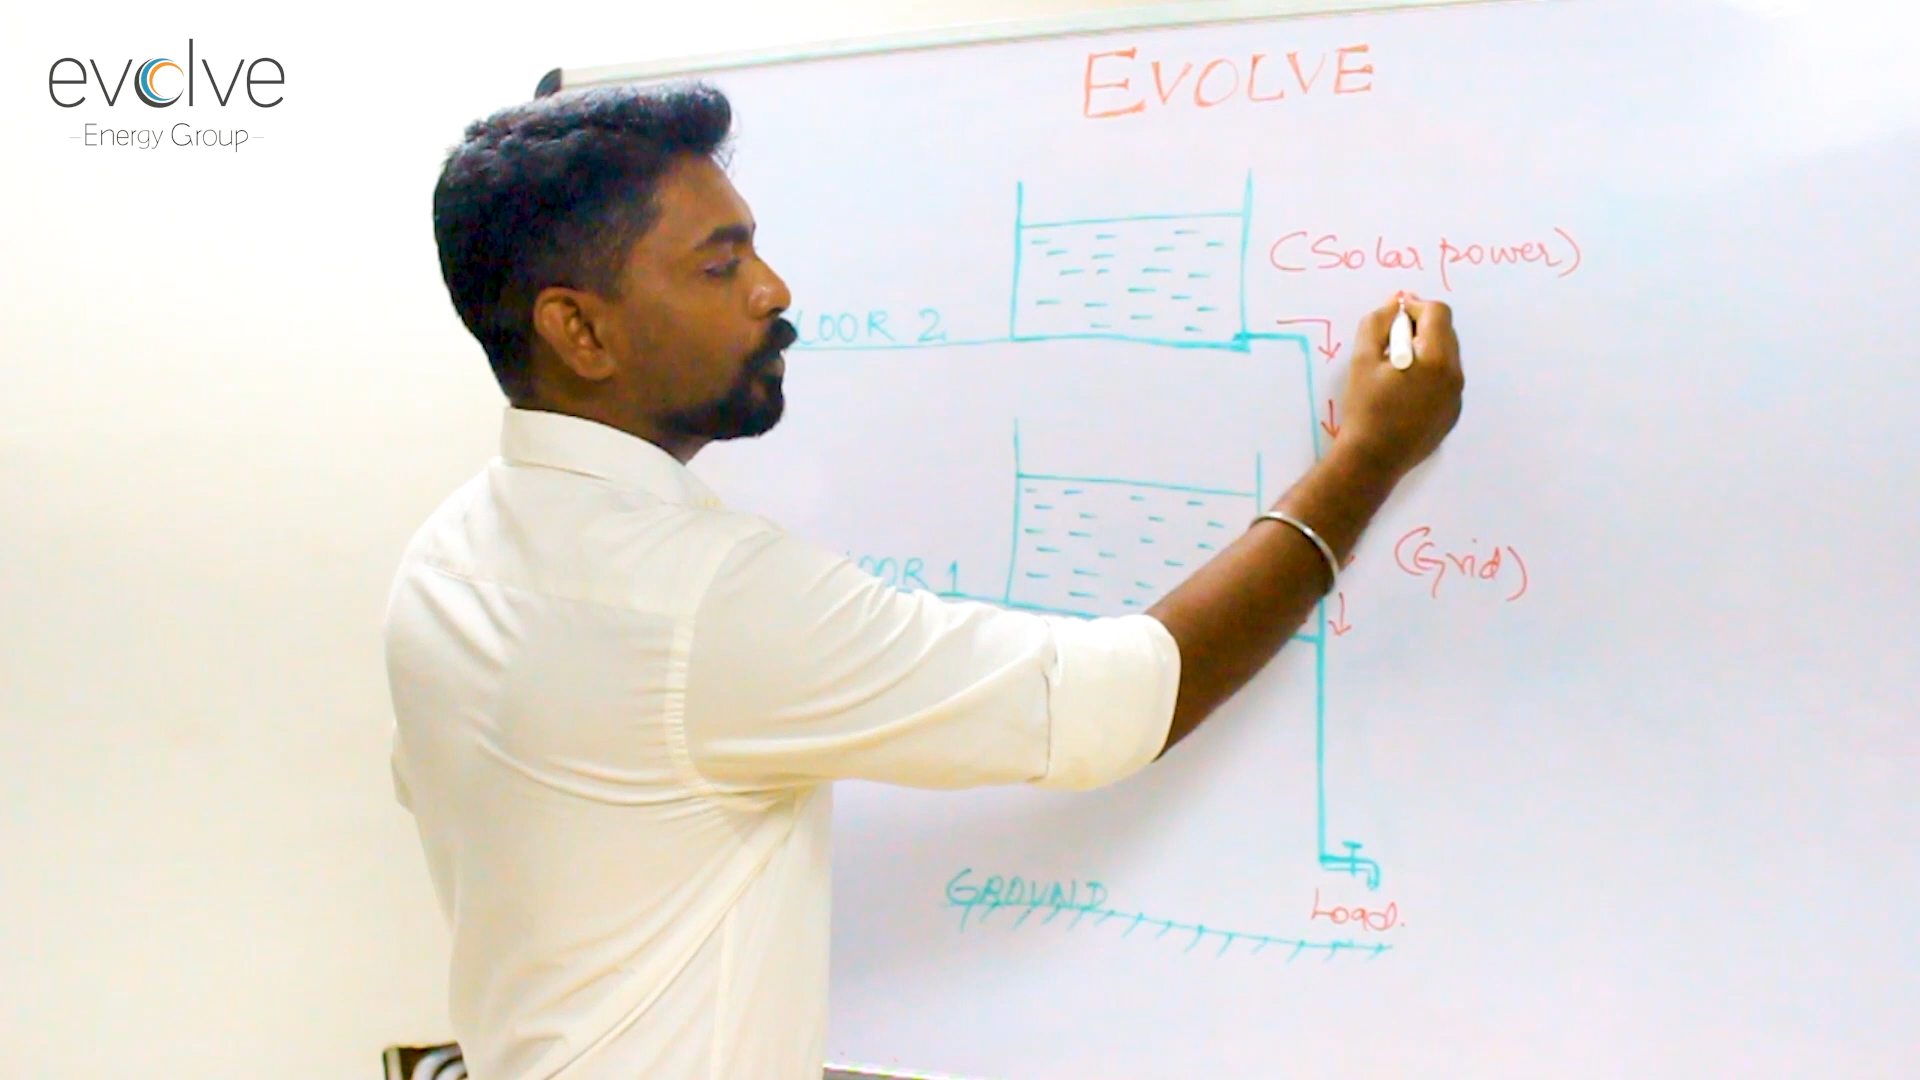 evolve
Energy Group
EVOLVE
(Solar power)
LOOR 2
(Grid)
OOR 1
GROUND
Load.